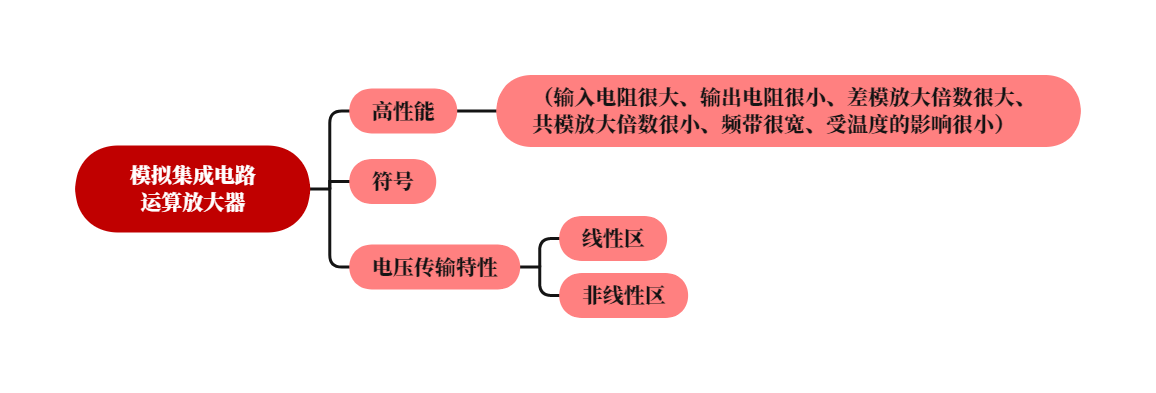 模拟集成电路
运算放大器
高性能
（输入电阻很大、输出电阻很小、差模放大倍数很大、
共模放大倍数很小、频带很宽、受温度的影响很小）
符号
电压传输特性
线性区
非线性区